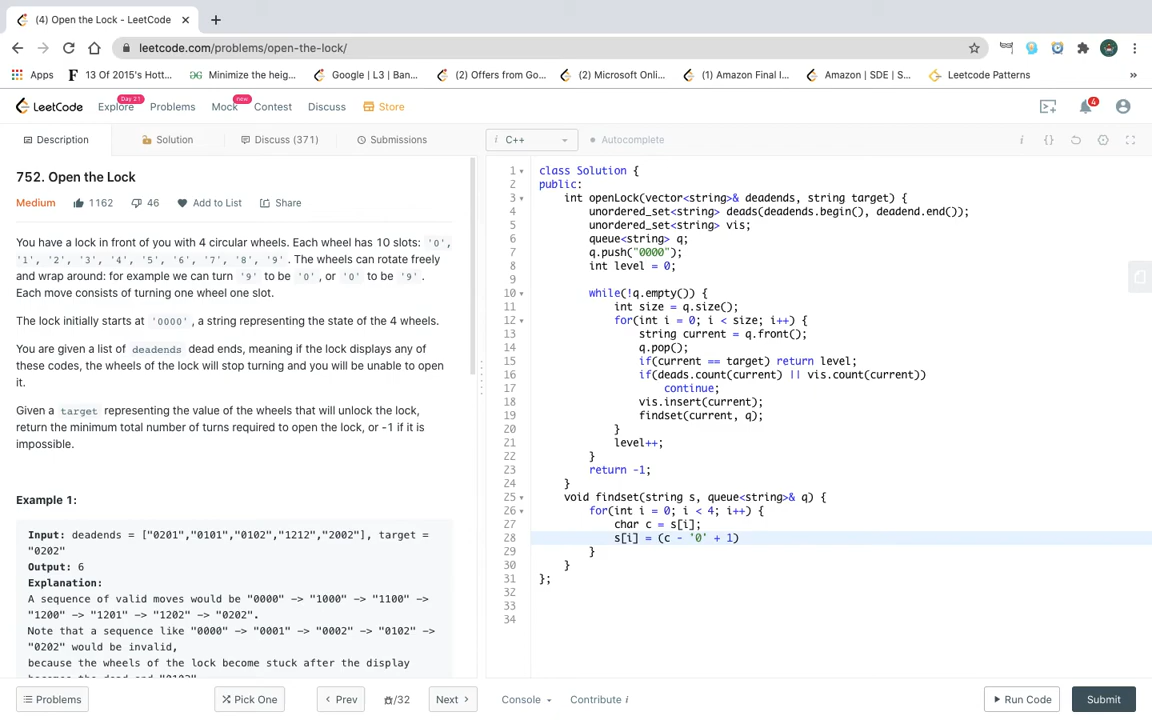 (4) Open the Lock - LeetCode
leetcode.com/problems/open-the-lock/
Apps
13 Of 2015's Hott...
Minimize the heig...
Google | L3 | Ban...
(2) Offers from Go...
(2) Microsoft Onli...
(1) Amazon Final I...
Amazon | SDE | S...
Leetcode Patterns
»
LeetCode
Explore
Day 21
Problems
Mock
new
Contest
Discuss
Store
4
Description
Solution
Discuss (371)
Submissions
i C++
Autocomplete
752. Open the Lock
Medium
1162
46
Add to List
Share
You have a lock in front of you with 4 circular wheels. Each wheel has 10 slots: '0',
'1', '2', '3', '4', '5', '6', '7', '8', '9'. The wheels can rotate freely
and wrap around: for example we can turn '9' to be '0', or '0' to be '9'.
Each move consists of turning one wheel one slot.
The lock initially starts at '0000', a string representing the state of the 4 wheels.
You are given a list of deadends dead ends, meaning if the lock displays any of
these codes, the wheels of the lock will stop turning and you will be unable to open
it.
Given a target representing the value of the wheels that will unlock the lock,
return the minimum total number of turns required to open the lock, or -1 if it is
impossible.
Example 1:
Input: deadends = ["0201","0101","0102","1212","2002"], target =
"0202"
Output: 6
Explanation:
A sequence of valid moves would be "0000" -> "1000" -> "1100" ->
"1200" -> "1201" -> "1202" -> "0202".
Note that a sequence like "0000" -> "0001" -> "0002" -> "0102" ->
"0202" would be invalid,
because the wheels of the lock become stuck after the display
becomes the dead end "0102".
1 class Solution {
2 public:
3 int openLock(vector<string>& deadends, string target) {
4 unordered_set<string> deads(deadends.begin(), deadend.end());
5 unordered_set<string> vis;
6 queue<string> q;
7 q.push("0000");
8 int level = 0;
9
10 while(!q.empty()) {
11 int size = q.size();
12 for(int i = 0; i < size; i++) {
13 string current = q.front();
14 q.pop();
15 if(current == target) return level;
16 if(deads.count(current) || vis.count(current))
17 continue;
18 vis.insert(current);
19 findset(current, q);
20 }
21 level++;
22 }
23 return -1;
24 }
25 void findset(string s, queue<string>& q) {
26 for(int i = 0; i < 4; i++) {
27 char c = s[i];
28 s[i] = (c - '0' + 1)
29 }
30 }
31 };
32
33
34
Problems
Pick One
Prev
/32
Next
Console
Contribute i
Run Code
Submit